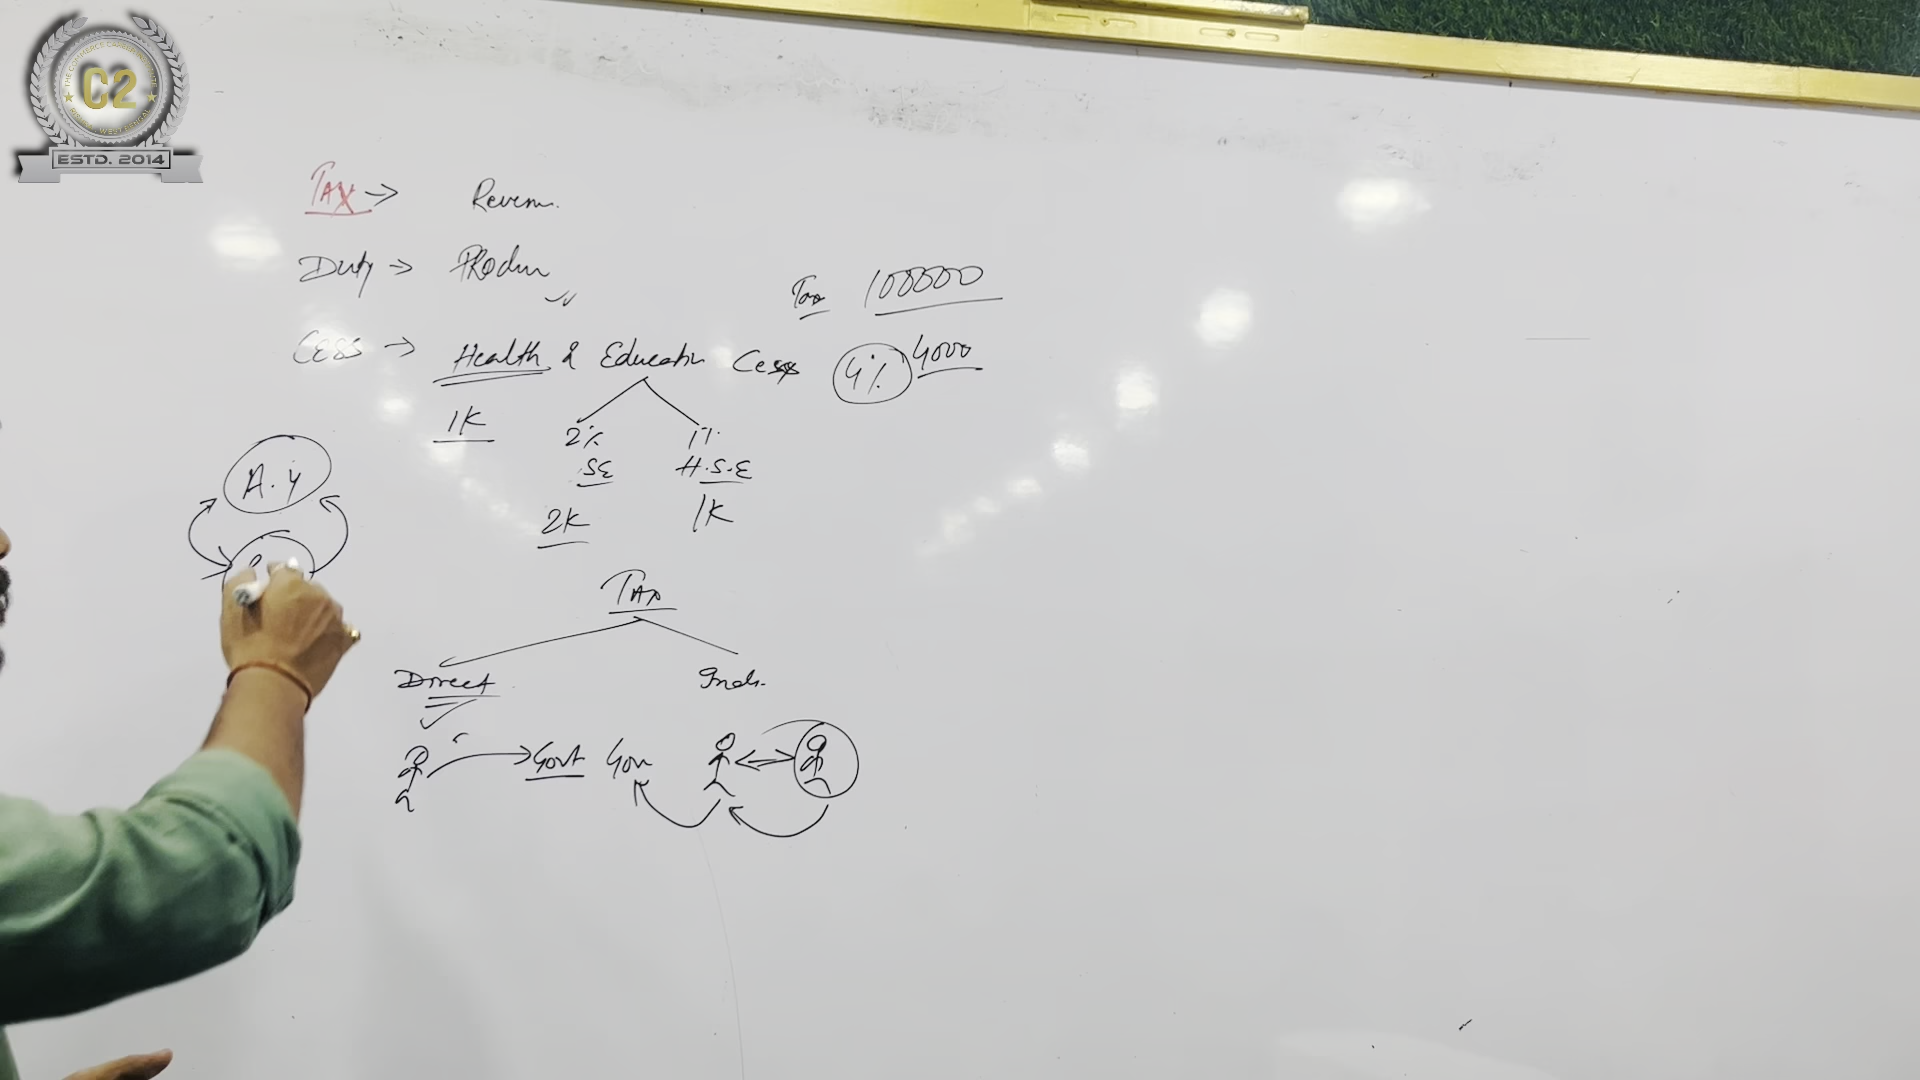 C2
ESTD. 2014
TAX → Revenu.
Duty → PRodu
Tax 100000
CESS → Health & Education Cess 4% 4000
1K
2% 1%
SE H.S.E
2K 1K
A.Y
TAX
Direct Indi.
Govt Gov